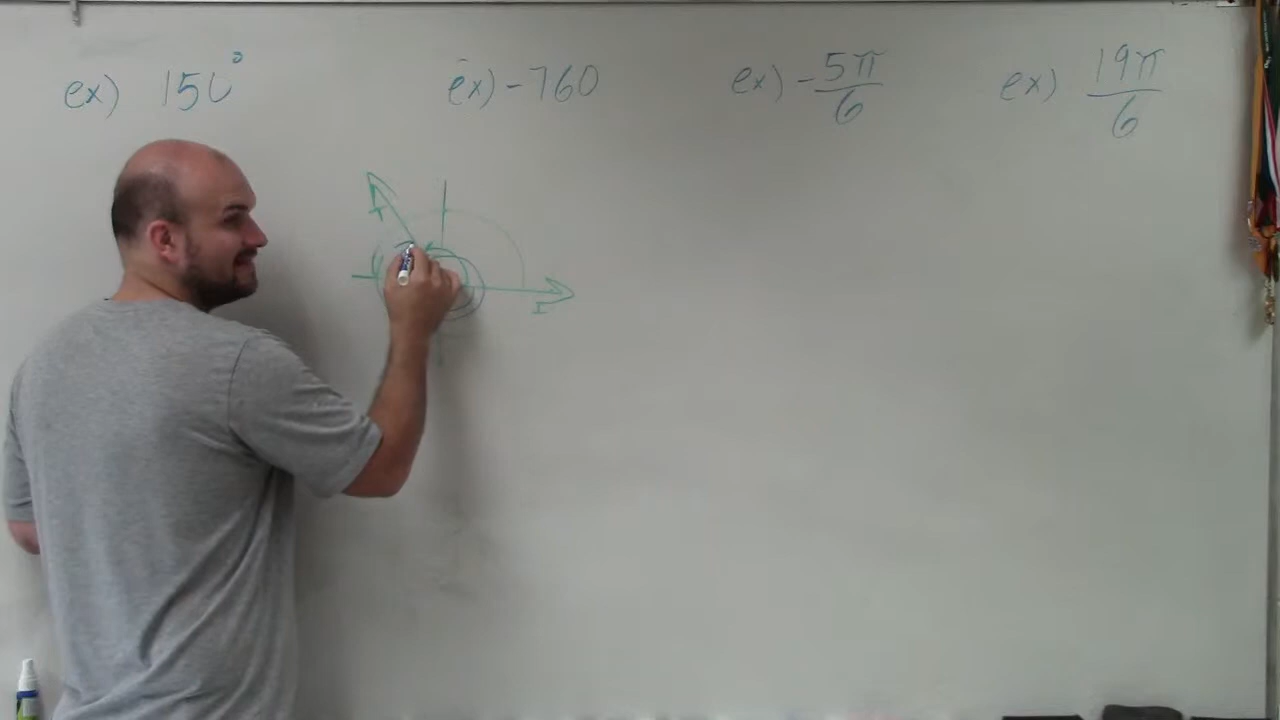 ex) 150°
ex) -760
ex) -5π/6
ex) 19π/6
T
I